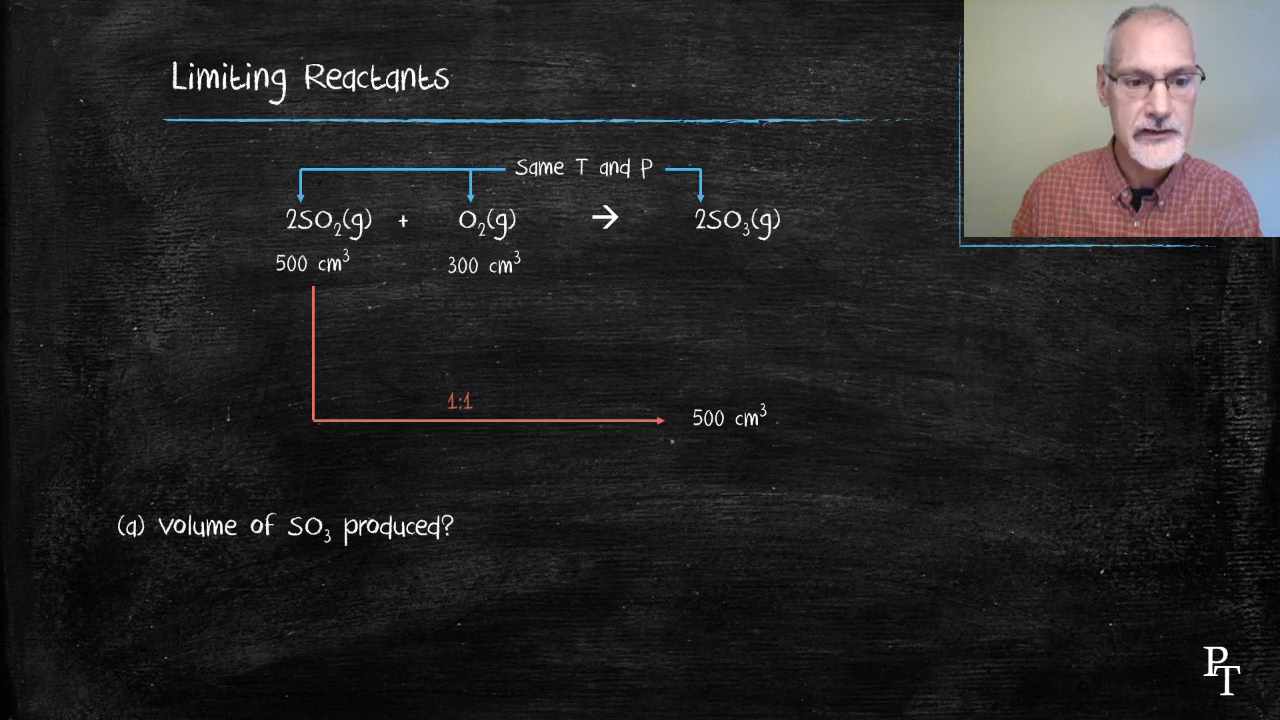 Limiting Reactants
Same T and P
2SO₂(g) + O₂(g) → 2SO₃(g)
500 cm³ 300 cm³
1:1
500 cm³
(a) volume of SO₃ produced?
PT